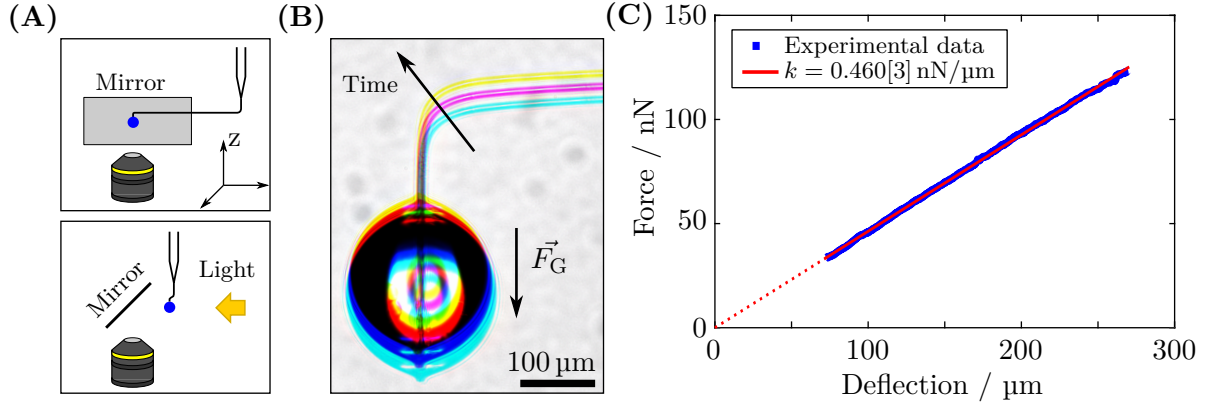 (A)
Mirror
Z
Mirror
Light
(B)
Time
F⃗G
100 µm
(C)
Force / nN
150
100
50
0
Experimental data
k = 0.460[3] nN/µm
0 100 200 300
Deflection / µm